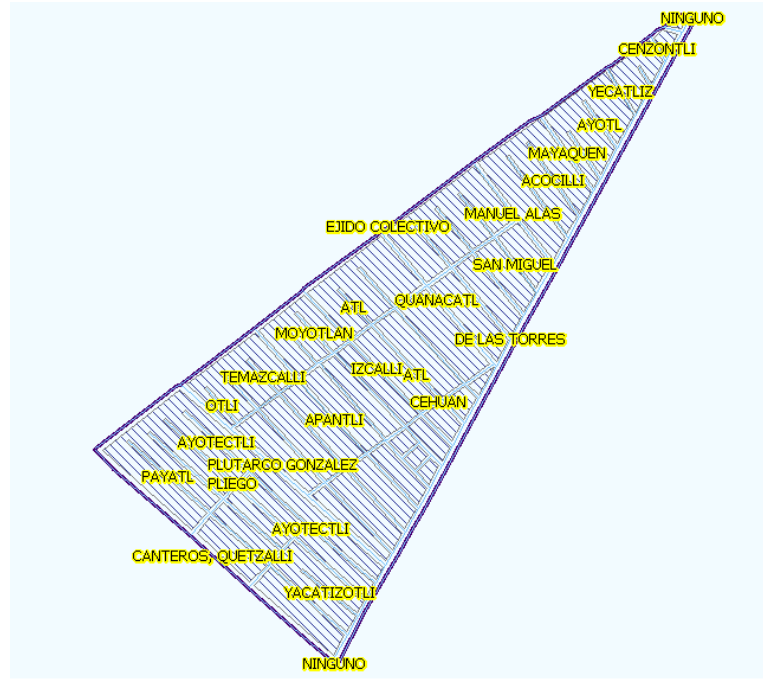 NINGUNO
CENZONTLI
YECATLIZ
AYOTL
MAYAQUEN
ACOCILLI
MANUEL ALAS
EJIDO COLECTIVO
SAN MIGUEL
QUANACATL
ATL
MOYOTLAN
DE LAS TORRES
IZCALLI
ATL
TEMAZCALLI
CEHUAN
OTLI
APANTLI
AYOTECTLI
PLUTARCO GONZALEZ
PLIEGO
PAYATL
AYOTECTLI
CANTEROS, QUETZALLI
YACATIZOTLI
NINGUNO